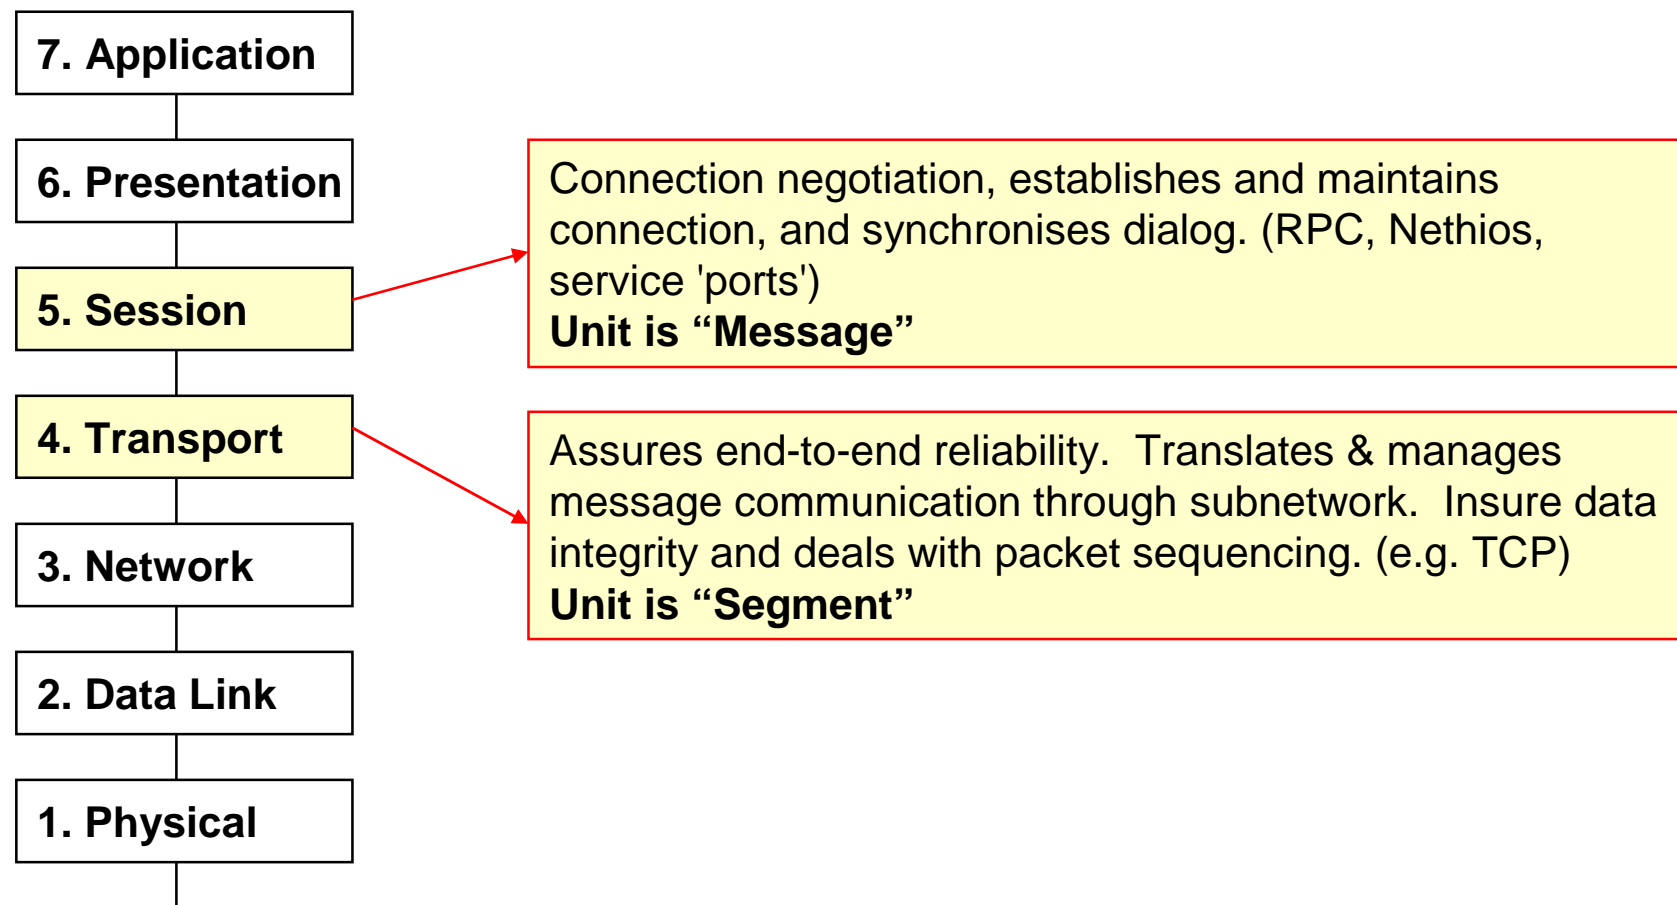 7. Application
6. Presentation
5. Session
4. Transport
3. Network
2. Data Link
1. Physical
Connection negotiation, establishes and maintains
connection, and synchronises dialog. (RPC, Nethios,
service 'ports')
Unit is “Message”
Assures end-to-end reliability.  Translates & manages
message communication through subnetwork.  Insure data
integrity and deals with packet sequencing. (e.g. TCP)
Unit is “Segment”